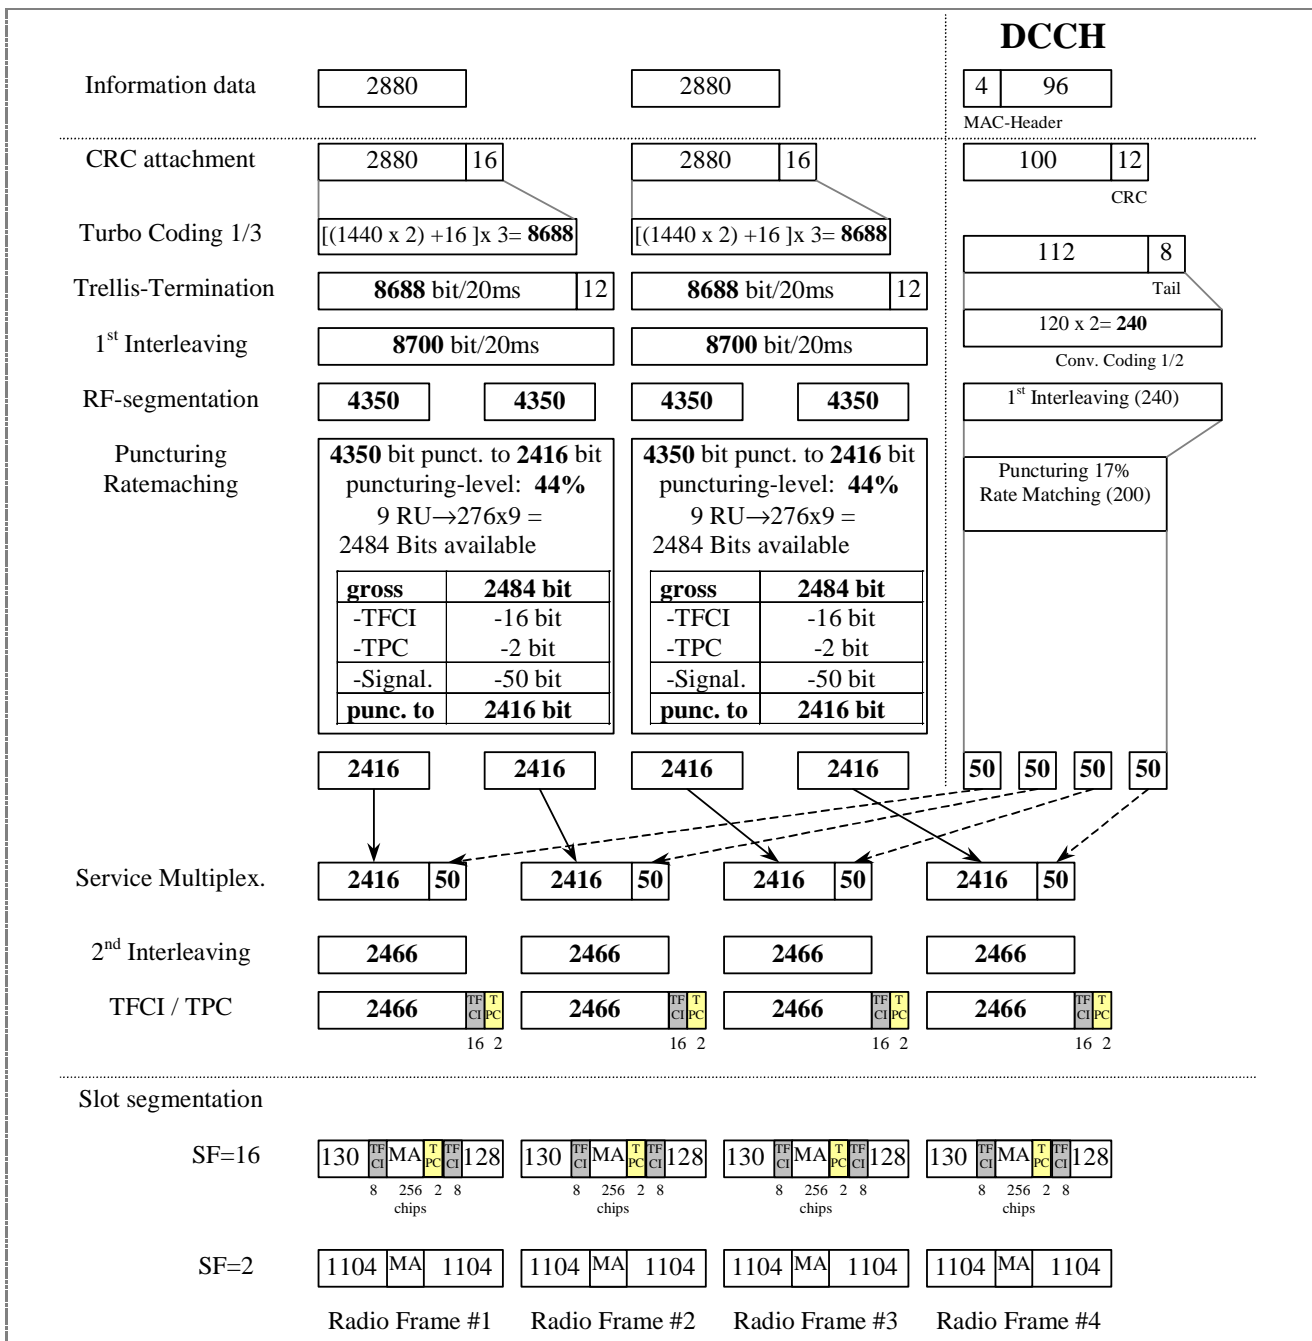 DCCH
Information data 2880 2880 4 96
MAC-Header
CRC attachment 2880 16 2880 16 100 12
CRC
Turbo Coding 1/3 [(1440 x 2) +16 ]x 3= 8688 [(1440 x 2) +16 ]x 3= 8688
112 8
Trellis-Termination 8688 bit/20ms 12 8688 bit/20ms 12
Tail
120 x 2= 240
1st Interleaving 8700 bit/20ms 8700 bit/20ms
Conv. Coding 1/2
RF-segmentation 4350 4350 4350 4350 1st Interleaving (240)
Puncturing 4350 bit punct. to 2416 bit 4350 bit punct. to 2416 bit
Puncturing 17%
Ratemaching puncturing-level: 44% puncturing-level: 44%
Rate Matching (200)
9 RU→276x9 = 9 RU→276x9 =
2484 Bits available 2484 Bits available
gross 2484 bit gross 2484 bit
-TFCI -16 bit -TFCI -16 bit
-TPC -2 bit -TPC -2 bit
-Signal. -50 bit -Signal. -50 bit
punc. to 2416 bit punc. to 2416 bit
2416 2416 2416 2416 50 50 50 50
Service Multiplex. 2416 50 2416 50 2416 50 2416 50
2nd Interleaving 2466 2466 2466 2466
TFCI / TPC 2466 TFCI TPC 2466 TFCI TPC 2466 TFCI TPC 2466 TFCI TPC
16 2 16 2 16 2 16 2
Slot segmentation
SF=16 130 TFCI MA TPC TFCI 128 130 TFCI MA TPC TFCI 128 130 TFCI MA TPC TFCI 128 130 TFCI MA TPC TFCI 128
8 256 2 8 8 256 2 8 8 256 2 8 8 256 2 8
chips chips chips chips
SF=2 1104 MA 1104 1104 MA 1104 1104 MA 1104 1104 MA 1104
Radio Frame #1 Radio Frame #2 Radio Frame #3 Radio Frame #4